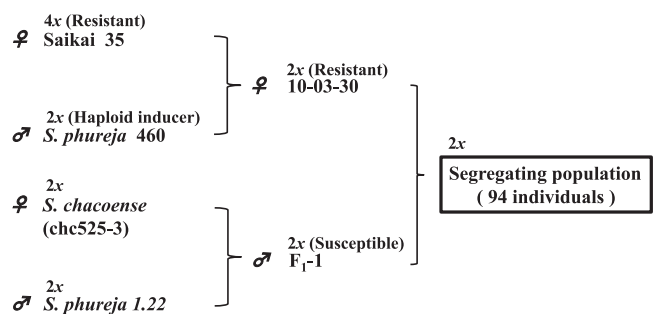 4x (Resistant)
♀ Saikai 35
2x (Haploid inducer)
♂ S. phureja 460
2x (Resistant)
♀ 10-03-30
2x
♀ S. chacoense
(chc525-3)
2x
♂ S. phureja 1.22
2x (Susceptible)
♂ F₁-1
2x
Segregating population
( 94 individuals )